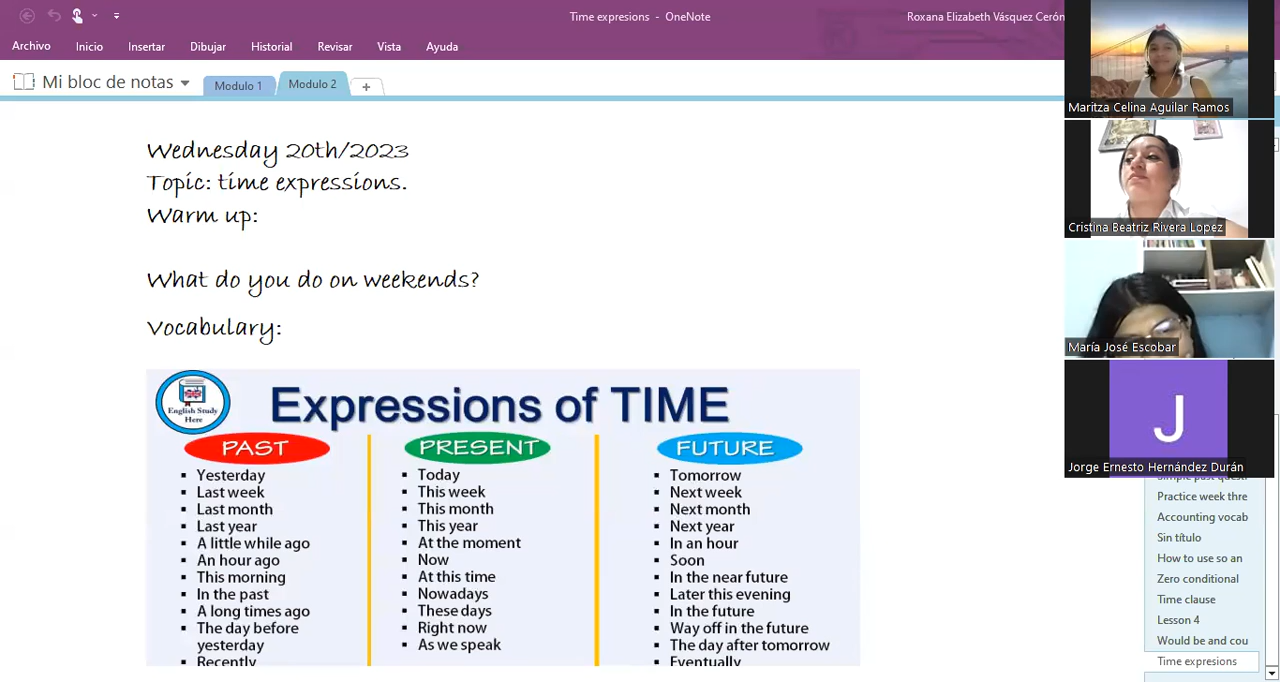 Time expresions - OneNote
Roxana Elizabeth Vásquez Cerón
Archivo Inicio Insertar Dibujar Historial Revisar Vista Ayuda
Mi bloc de notas Modulo 1 Modulo 2 +
Wednesday 20th/2023
Topic: time expressions.
Warm up:
What do you do on weekends?
Vocabulary:
English Study
Here
Expressions of TIME
PAST
Yesterday
Last week
Last month
Last year
A little while ago
An hour ago
This morning
In the past
A long times ago
The day before
yesterday
Recently
PRESENT
Today
This week
This month
This year
At the moment
Now
At this time
Nowadays
These days
Right now
As we speak
FUTURE
Tomorrow
Next week
Next month
Next year
In an hour
Soon
In the near future
Later this evening
In the future
Way off in the future
The day after tomorrow
Eventually
Maritza Celina Aguilar Ramos
Cristina Beatriz Rivera Lopez
María José Escobar
J
Jorge Ernesto Hernández Durán
Simple past questi
Practice week thre
Accounting vocab
Sin título
How to use so an
Zero conditional
Time clause
Lesson 4
Would be and cou
Time expresions